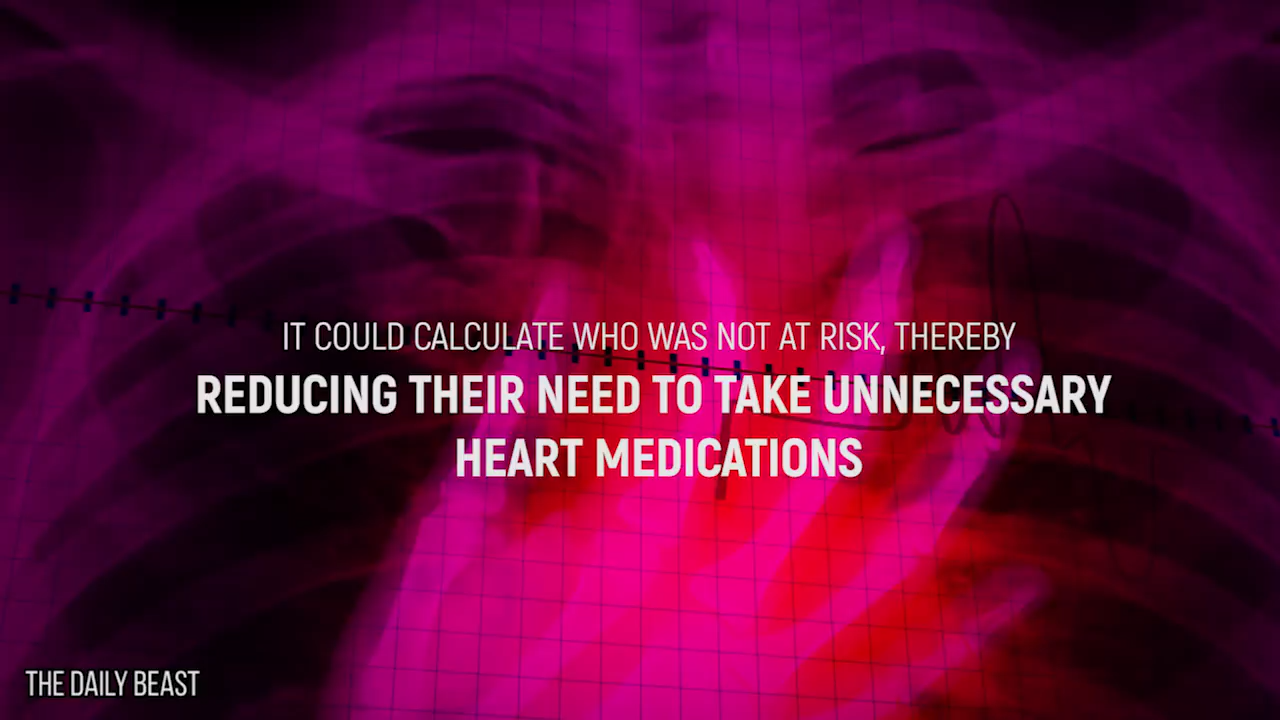 IT COULD CALCULATE WHO WAS NOT AT RISK, THEREBY
REDUCING THEIR NEED TO TAKE UNNECESSARY
HEART MEDICATIONS
THE DAILY BEAST